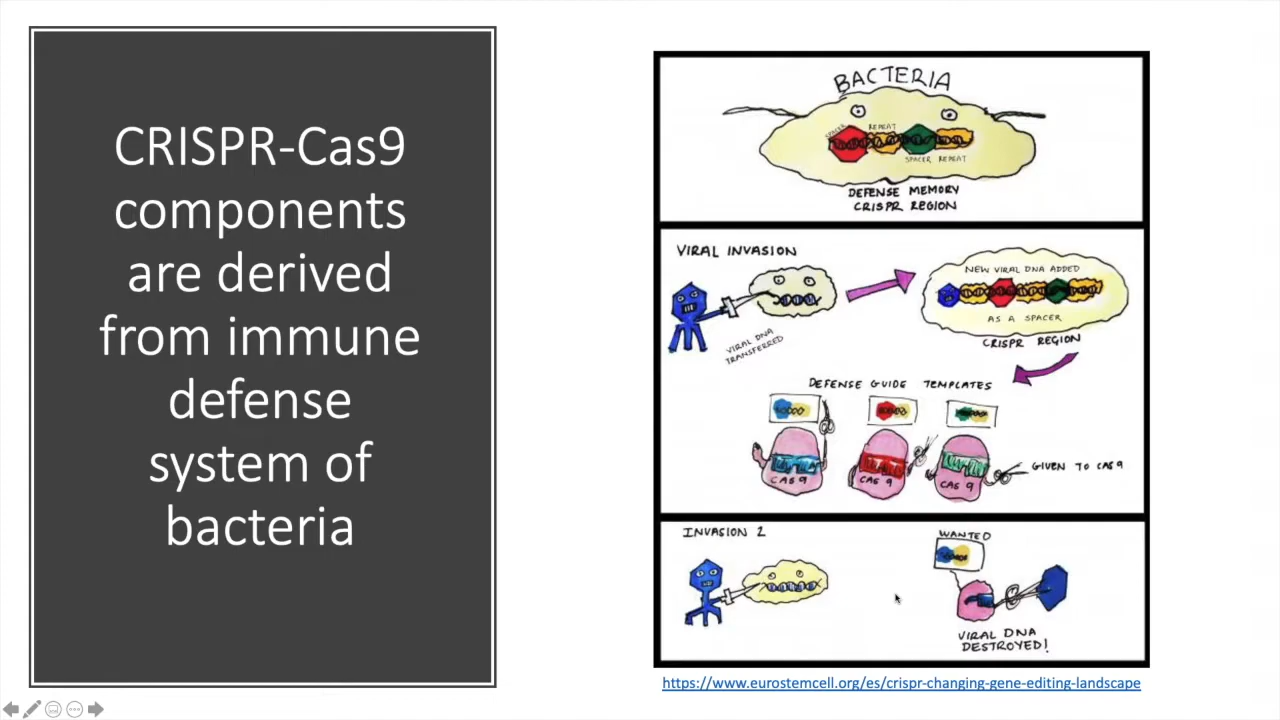 CRISPR-Cas9
components
are derived
from immune
defense
system of
bacteria
BACTERIA
SPACER
REPEAT
SPACER REPEAT
DEFENSE MEMORY
CRISPR REGION
VIRAL INVASION
VIRAL DNA
TRANSFERRED
NEW VIRAL DNA ADDED
AS A SPACER
CRISPR REGION
DEFENSE GUIDE TEMPLATES
CAS 9
CAS 9
CAS 9
GIVEN TO CAS 9
INVASION 2
WANTED
VIRAL DNA
DESTROYED!
https://www.eurostemcell.org/es/crispr-changing-gene-editing-landscape